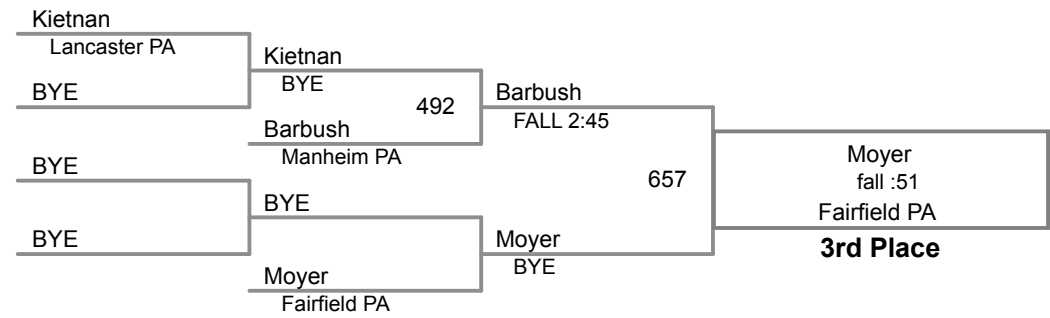 Kietnan
Lancaster PA
BYE
BYE
BYE
Kietnan
BYE
492
Barbush
Manheim PA
BYE
Moyer
Fairfield PA
Barbush
FALL 2:45
657
Moyer
BYE
Moyer
fall :51
Fairfield PA
3rd Place